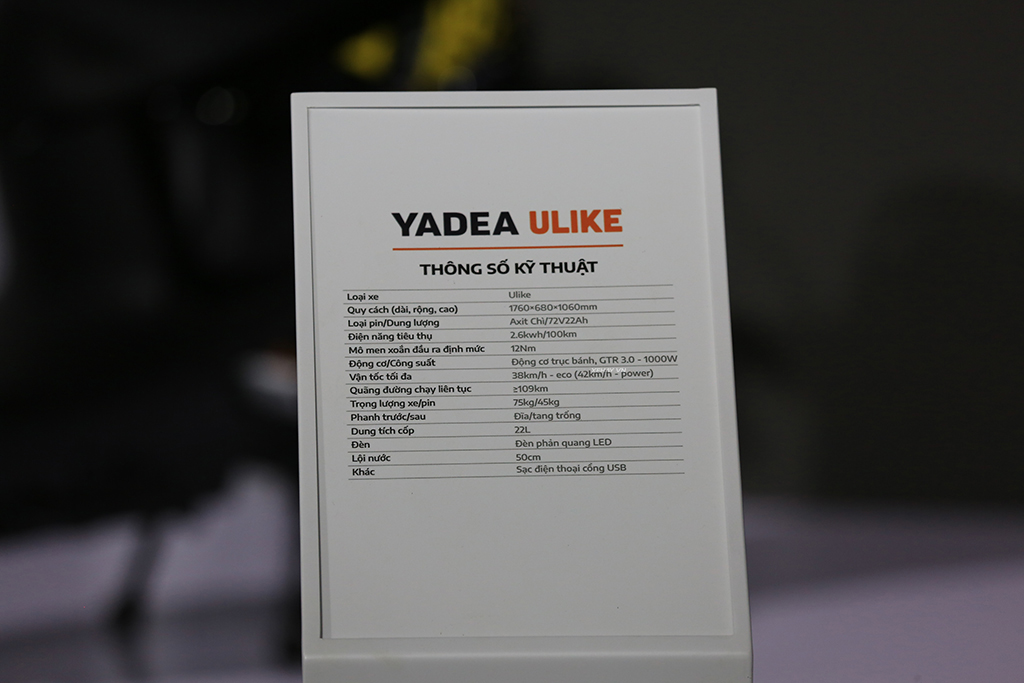 YADEA ULIKE
THÔNG SỐ KỸ THUẬT
Loại xe Ulike
Quy cách (dài, rộng, cao) 1760×680×1060mm
Loại pin/Dung lượng Axit Chì/72V22Ah
Điện năng tiêu thụ 2.6kwh/100km
Mô men xoắn đầu ra định mức 12Nm
Động cơ/Công suất Động cơ trục bánh, GTR 3.0 - 1000W
Vận tốc tối đa 38km/h - eco (42km/h - power)
Quãng đường chạy liên tục ≥109km
Trọng lượng xe/pin 75kg/45kg
Phanh trước/sau Đĩa/tang trống
Dung tích cốp 22L
Đèn Đèn phản quang LED
Lội nước 50cm
Khác Sạc điện thoại cổng USB